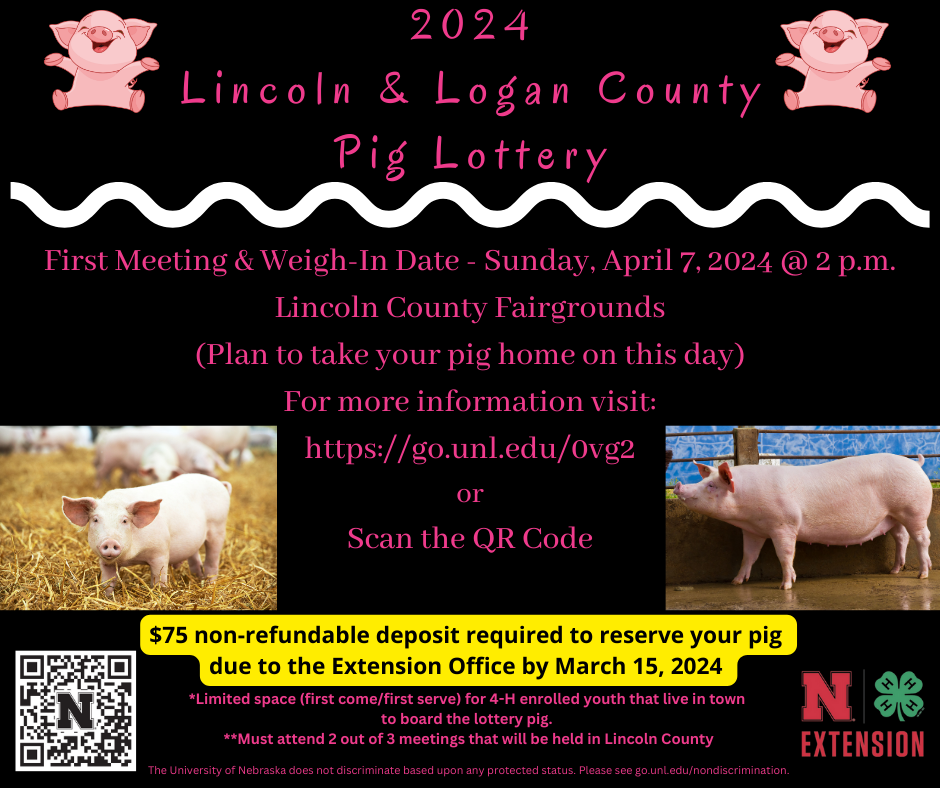 2024
Lincoln & Logan County
Pig Lottery
First Meeting & Weigh-In Date - Sunday, April 7, 2024 @ 2 p.m.
Lincoln County Fairgrounds
(Plan to take your pig home on this day)
For more information visit:
https://go.unl.edu/0vg2
or
Scan the QR Code
$75 non-refundable deposit required to reserve your pig
due to the Extension Office by March 15, 2024
*Limited space (first come/first serve) for 4-H enrolled youth that live in town
to board the lottery pig.
**Must attend 2 out of 3 meetings that will be held in Lincoln County
N
N
H H
H H
EXTENSION
The University of Nebraska does not discriminate based upon any protected status. Please see go.unl.edu/nondiscrimination.